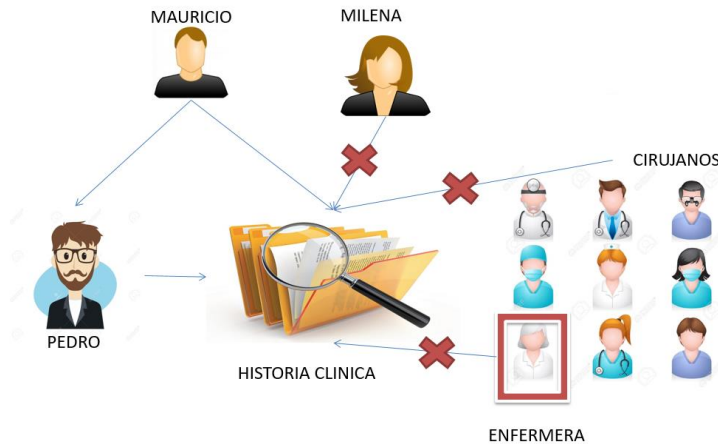 MAURICIO
MILENA
CIRUJANOS
PEDRO
HISTORIA CLINICA
ENFERMERA